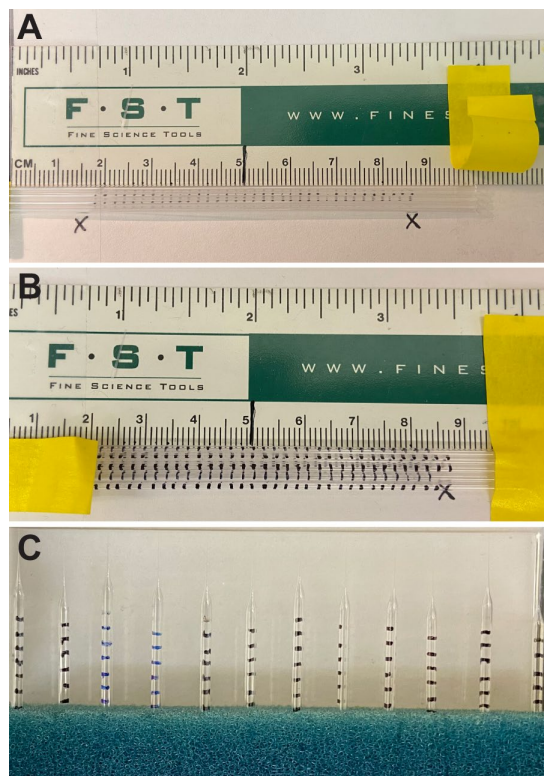 A
INCHES 1 2 3
F·S·T
FINE SCIENCE TOOLS
WWW.FINES
CM 1 2 3 4 5 6 7 8 9
X X
B
ES 1 2 3
F·S·T
FINE SCIENCE TOOLS
WWW.FINES
1 2 3 4 5 6 7 8 9
X
C